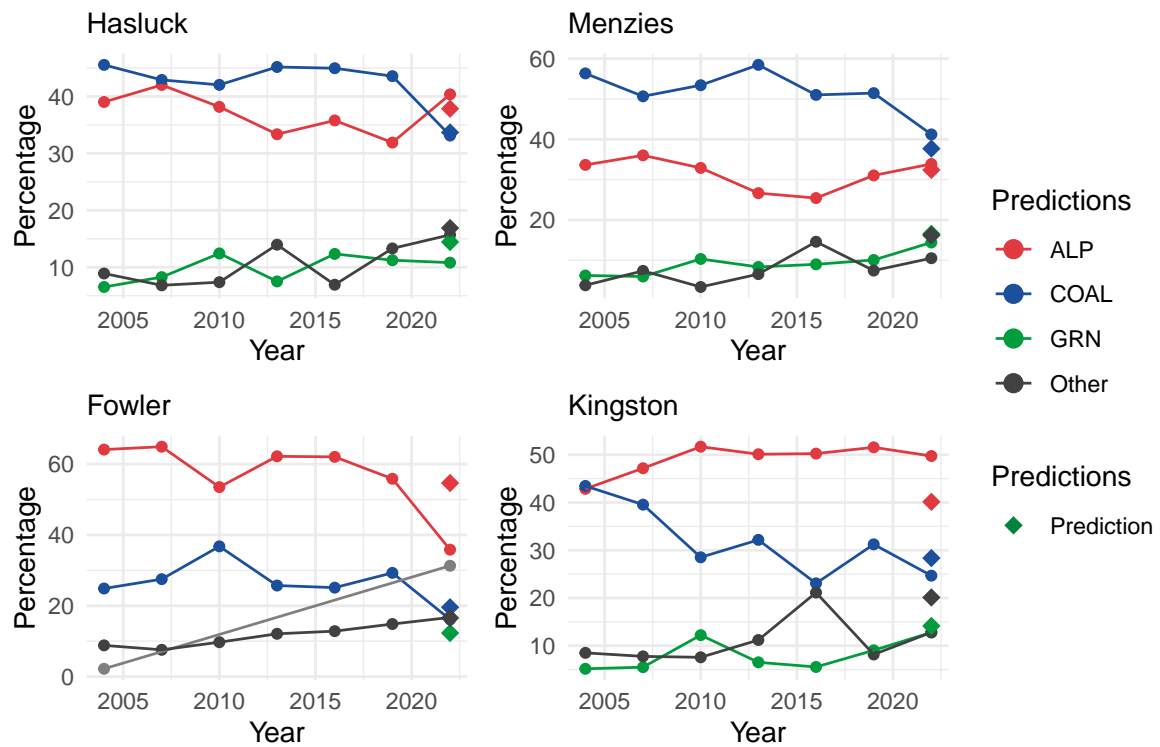 Hasluck
Percentage
40
30
20
10
2005 2010 2015 2020
Year
Menzies
Percentage
60
40
20
2005 2010 2015 2020
Year
Fowler
Percentage
60
40
20
0
2005 2010 2015 2020
Year
Kingston
Percentage
50
40
30
20
10
2005 2010 2015 2020
Year
Predictions
ALP
COAL
GRN
Other
Predictions
Prediction